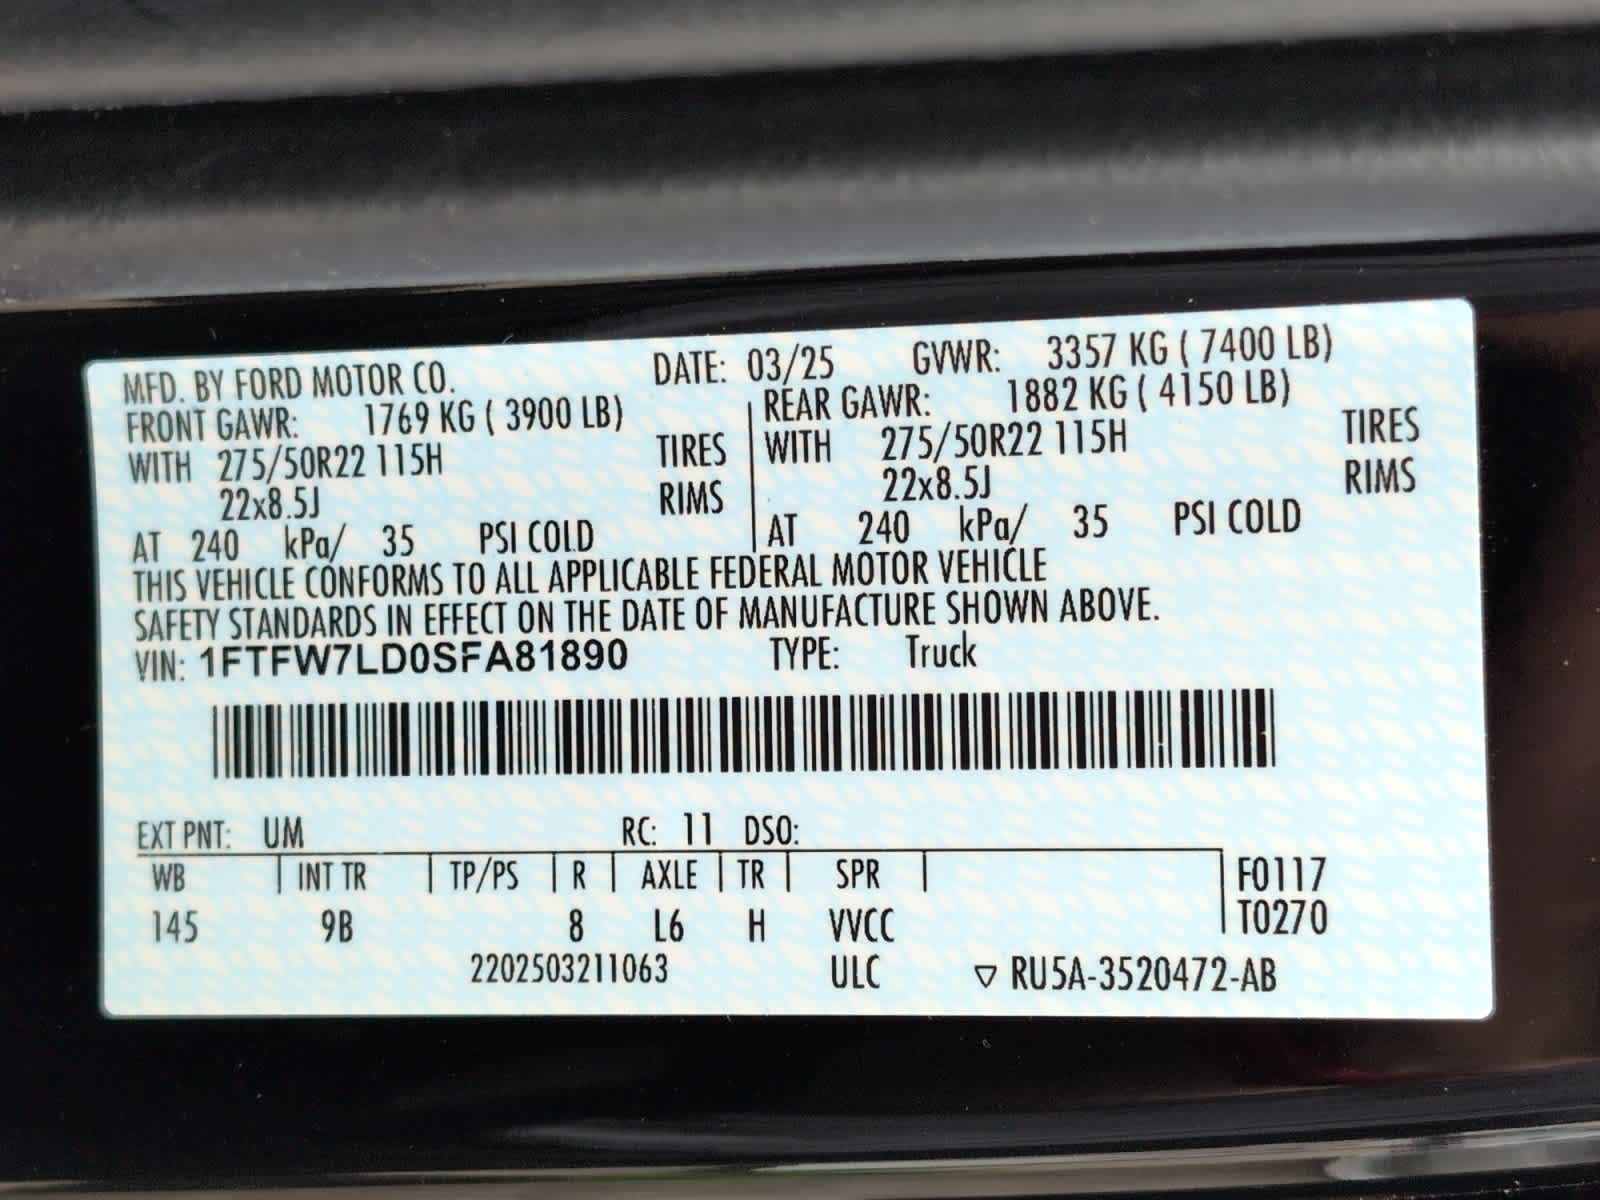 MFD. BY FORD MOTOR CO. DATE: 03/25 GVWR: 3357 KG ( 7400 LB)
FRONT GAWR: 1769 KG ( 3900 LB) REAR GAWR: 1882 KG ( 4150 LB)
WITH 275/50R22 115H TIRES WITH 275/50R22 115H TIRES
22x8.5J RIMS 22x8.5J RIMS
AT 240 kPa/ 35 PSI COLD AT 240 kPa/ 35 PSI COLD
THIS VEHICLE CONFORMS TO ALL APPLICABLE FEDERAL MOTOR VEHICLE
SAFETY STANDARDS IN EFFECT ON THE DATE OF MANUFACTURE SHOWN ABOVE.
VIN: 1FTFW7LD0SFA81890 TYPE: Truck
EXT PNT: UM RC: 11 DSO:
WB INT TR TP/PS R AXLE TR SPR F0117
145 9B 8 L6 H VVCC T0270
2202503211063 ULC ▽ RU5A-3520472-AB